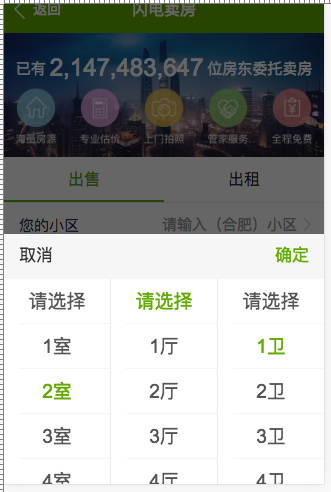 返回 闪电卖房
已有 2,147,483,647 位房东委托卖房
海量房源 专业估价 上门拍照 管家服务 全程免费
出售 出租
您的小区 请输入（合肥）小区
取消 确定
请选择 请选择 请选择
1室 1厅 1卫
2室 2厅 2卫
3室 3厅 3卫
4室 4厅 4卫